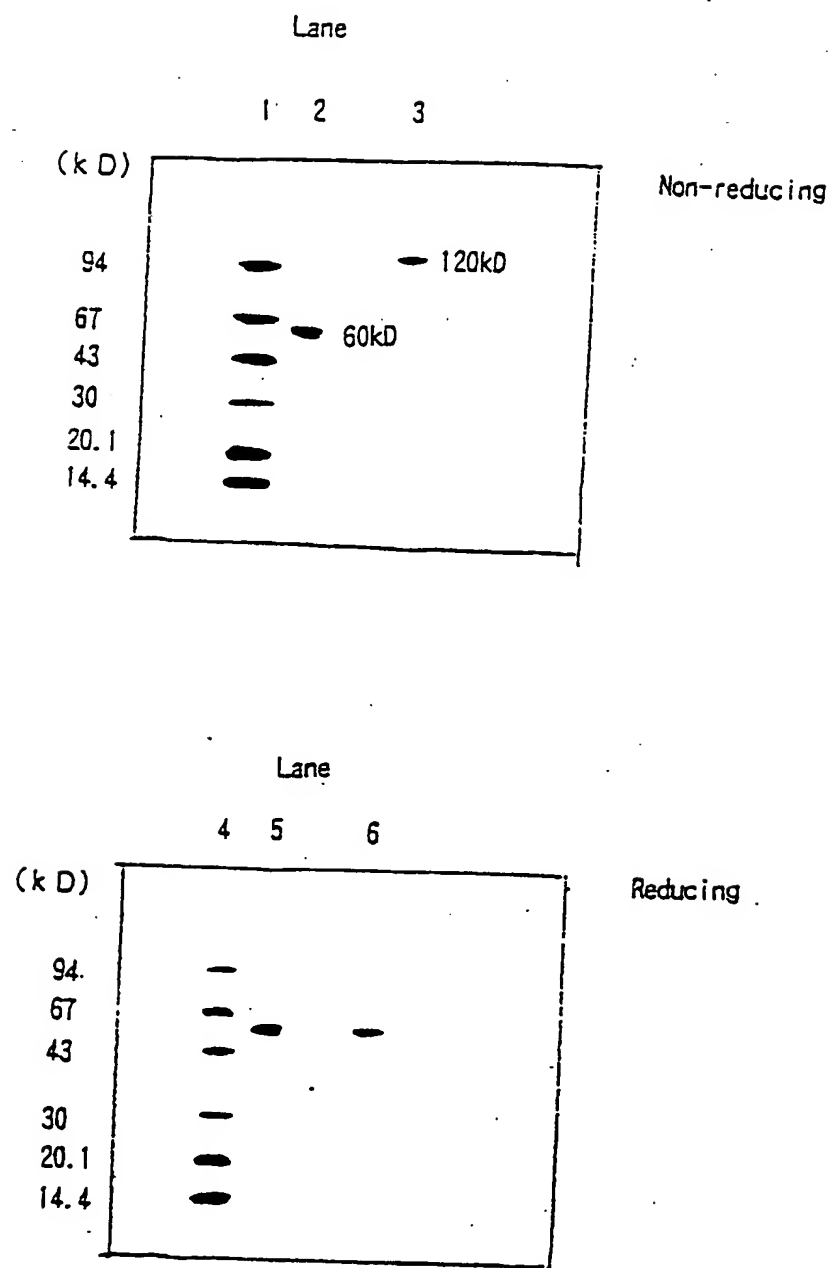 Lane
1 2 3
(kD)
Non-reducing
94
120kD
67
60kD
43
30
20.1
14.4
Lane
4 5 6
(kD)
Reducing
94
67
43
30
20.1
14.4